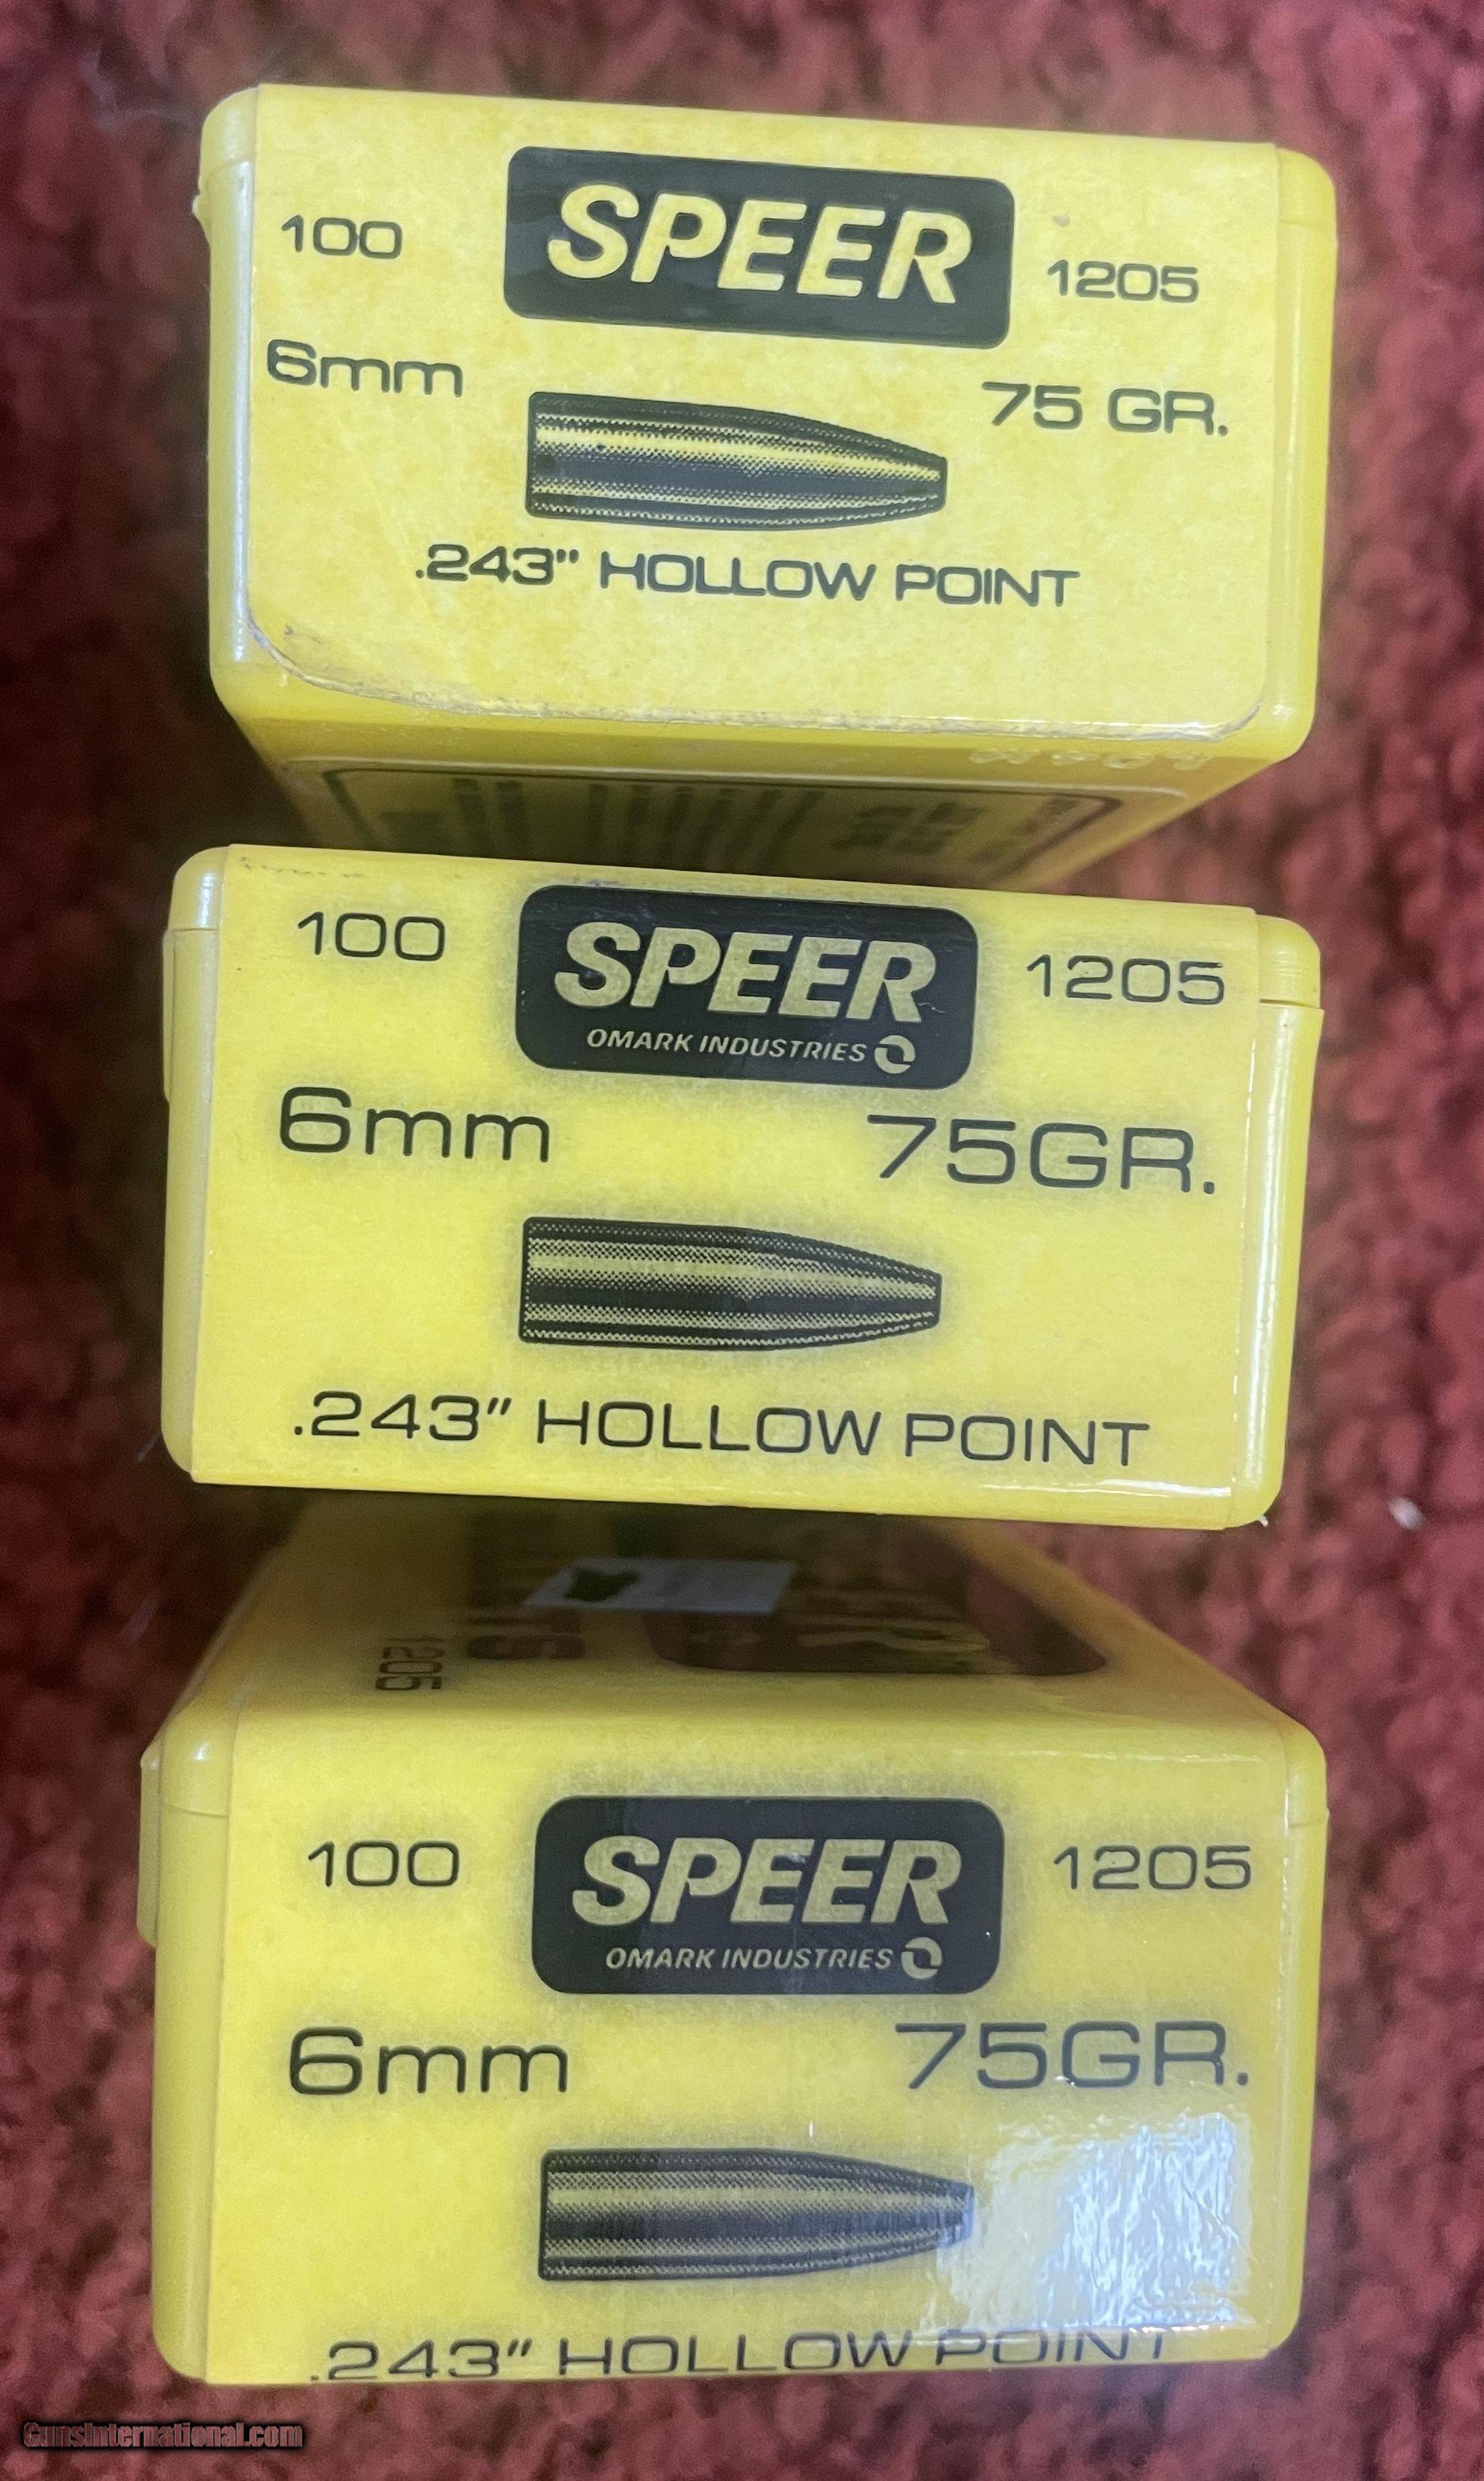 100 SPEER 1205
6mm 75 GR.
.243" HOLLOW POINT
100 SPEER 1205
OMARK INDUSTRIES
6mm 75GR.
.243" HOLLOW POINT
1205
100 SPEER 1205
OMARK INDUSTRIES
6mm 75GR.
.243" HOLLOW POINT
GunsInternational.com